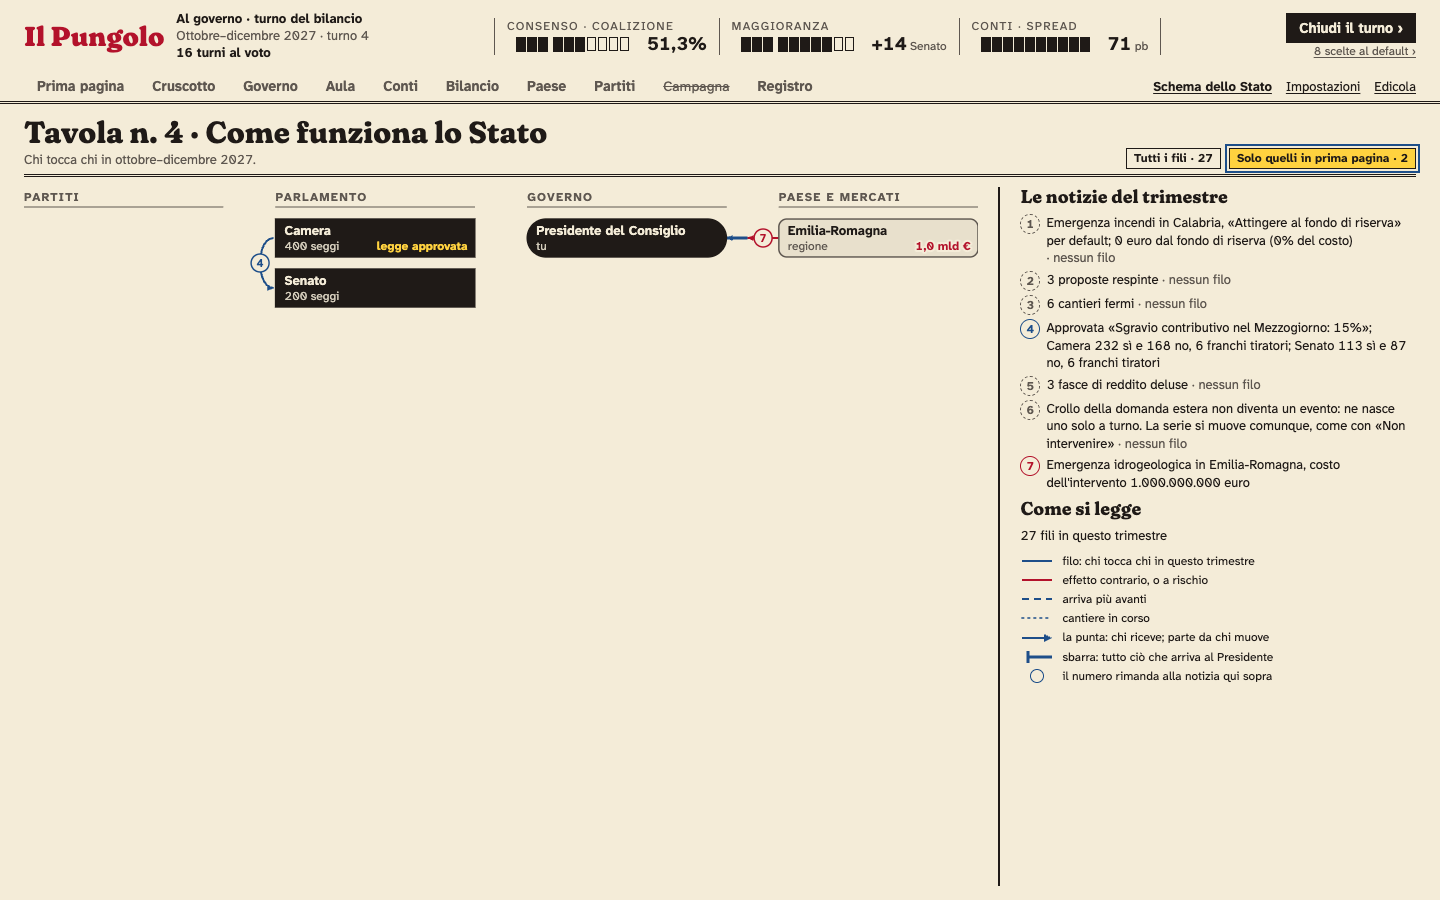 Il Pungolo
Al governo · turno del bilancio
Ottobre–dicembre 2027 · turno 4
16 turni al voto
CONSENSO · COALIZIONE
51,3%
MAGGIORANZA
+14 Senato
CONTI · SPREAD
71 pb
Chiudi il turno ›
8 scelte al default ›
Prima pagina
Cruscotto
Governo
Aula
Conti
Bilancio
Paese
Partiti
Campagna
Registro
Schema dello Stato
Impostazioni
Edicola
Tavola n. 4 · Come funziona lo Stato
Chi tocca chi in ottobre–dicembre 2027.
Tutti i fili · 27
Solo quelli in prima pagina · 2
PARTITI
PARLAMENTO
GOVERNO
PAESE E MERCATI
Camera
400 seggi
legge approvata
4
Senato
200 seggi
Presidente del Consiglio
tu
7
Emilia-Romagna
regione
1,0 mld €
Le notizie del trimestre
1 Emergenza incendi in Calabria, «Attingere al fondo di riserva»
per default; 0 euro dal fondo di riserva (0% del costo)
· nessun filo
2 3 proposte respinte · nessun filo
3 6 cantieri fermi · nessun filo
4 Approvata «Sgravio contributivo nel Mezzogiorno: 15%»;
Camera 232 sì e 168 no, 6 franchi tiratori; Senato 113 sì e 87
no, 6 franchi tiratori
5 3 fasce di reddito deluse · nessun filo
6 Crollo della domanda estera non diventa un evento: ne nasce
uno solo a turno. La serie si muove comunque, come con «Non
intervenire» · nessun filo
7 Emergenza idrogeologica in Emilia-Romagna, costo
dell'intervento 1.000.000.000 euro
Come si legge
27 fili in questo trimestre
filo: chi tocca chi in questo trimestre
effetto contrario, o a rischio
arriva più avanti
cantiere in corso
la punta: chi riceve; parte da chi muove
sbarra: tutto ciò che arriva al Presidente
il numero rimanda alla notizia qui sopra